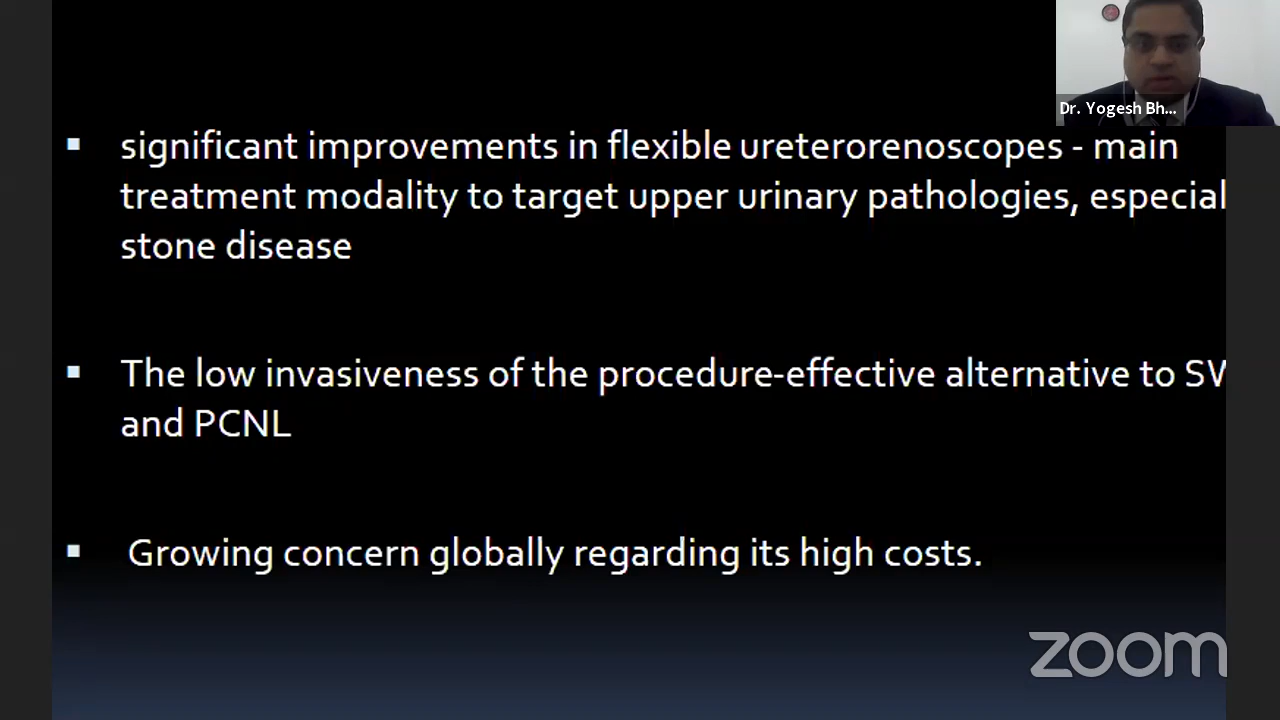 Dr. Yogesh Bh...
▪ significant improvements in flexible ureterorenoscopes - main
treatment modality to target upper urinary pathologies, especial
stone disease
▪ The low invasiveness of the procedure-effective alternative to
and PCNL
▪ Growing concern globally regarding its high costs.
zoom